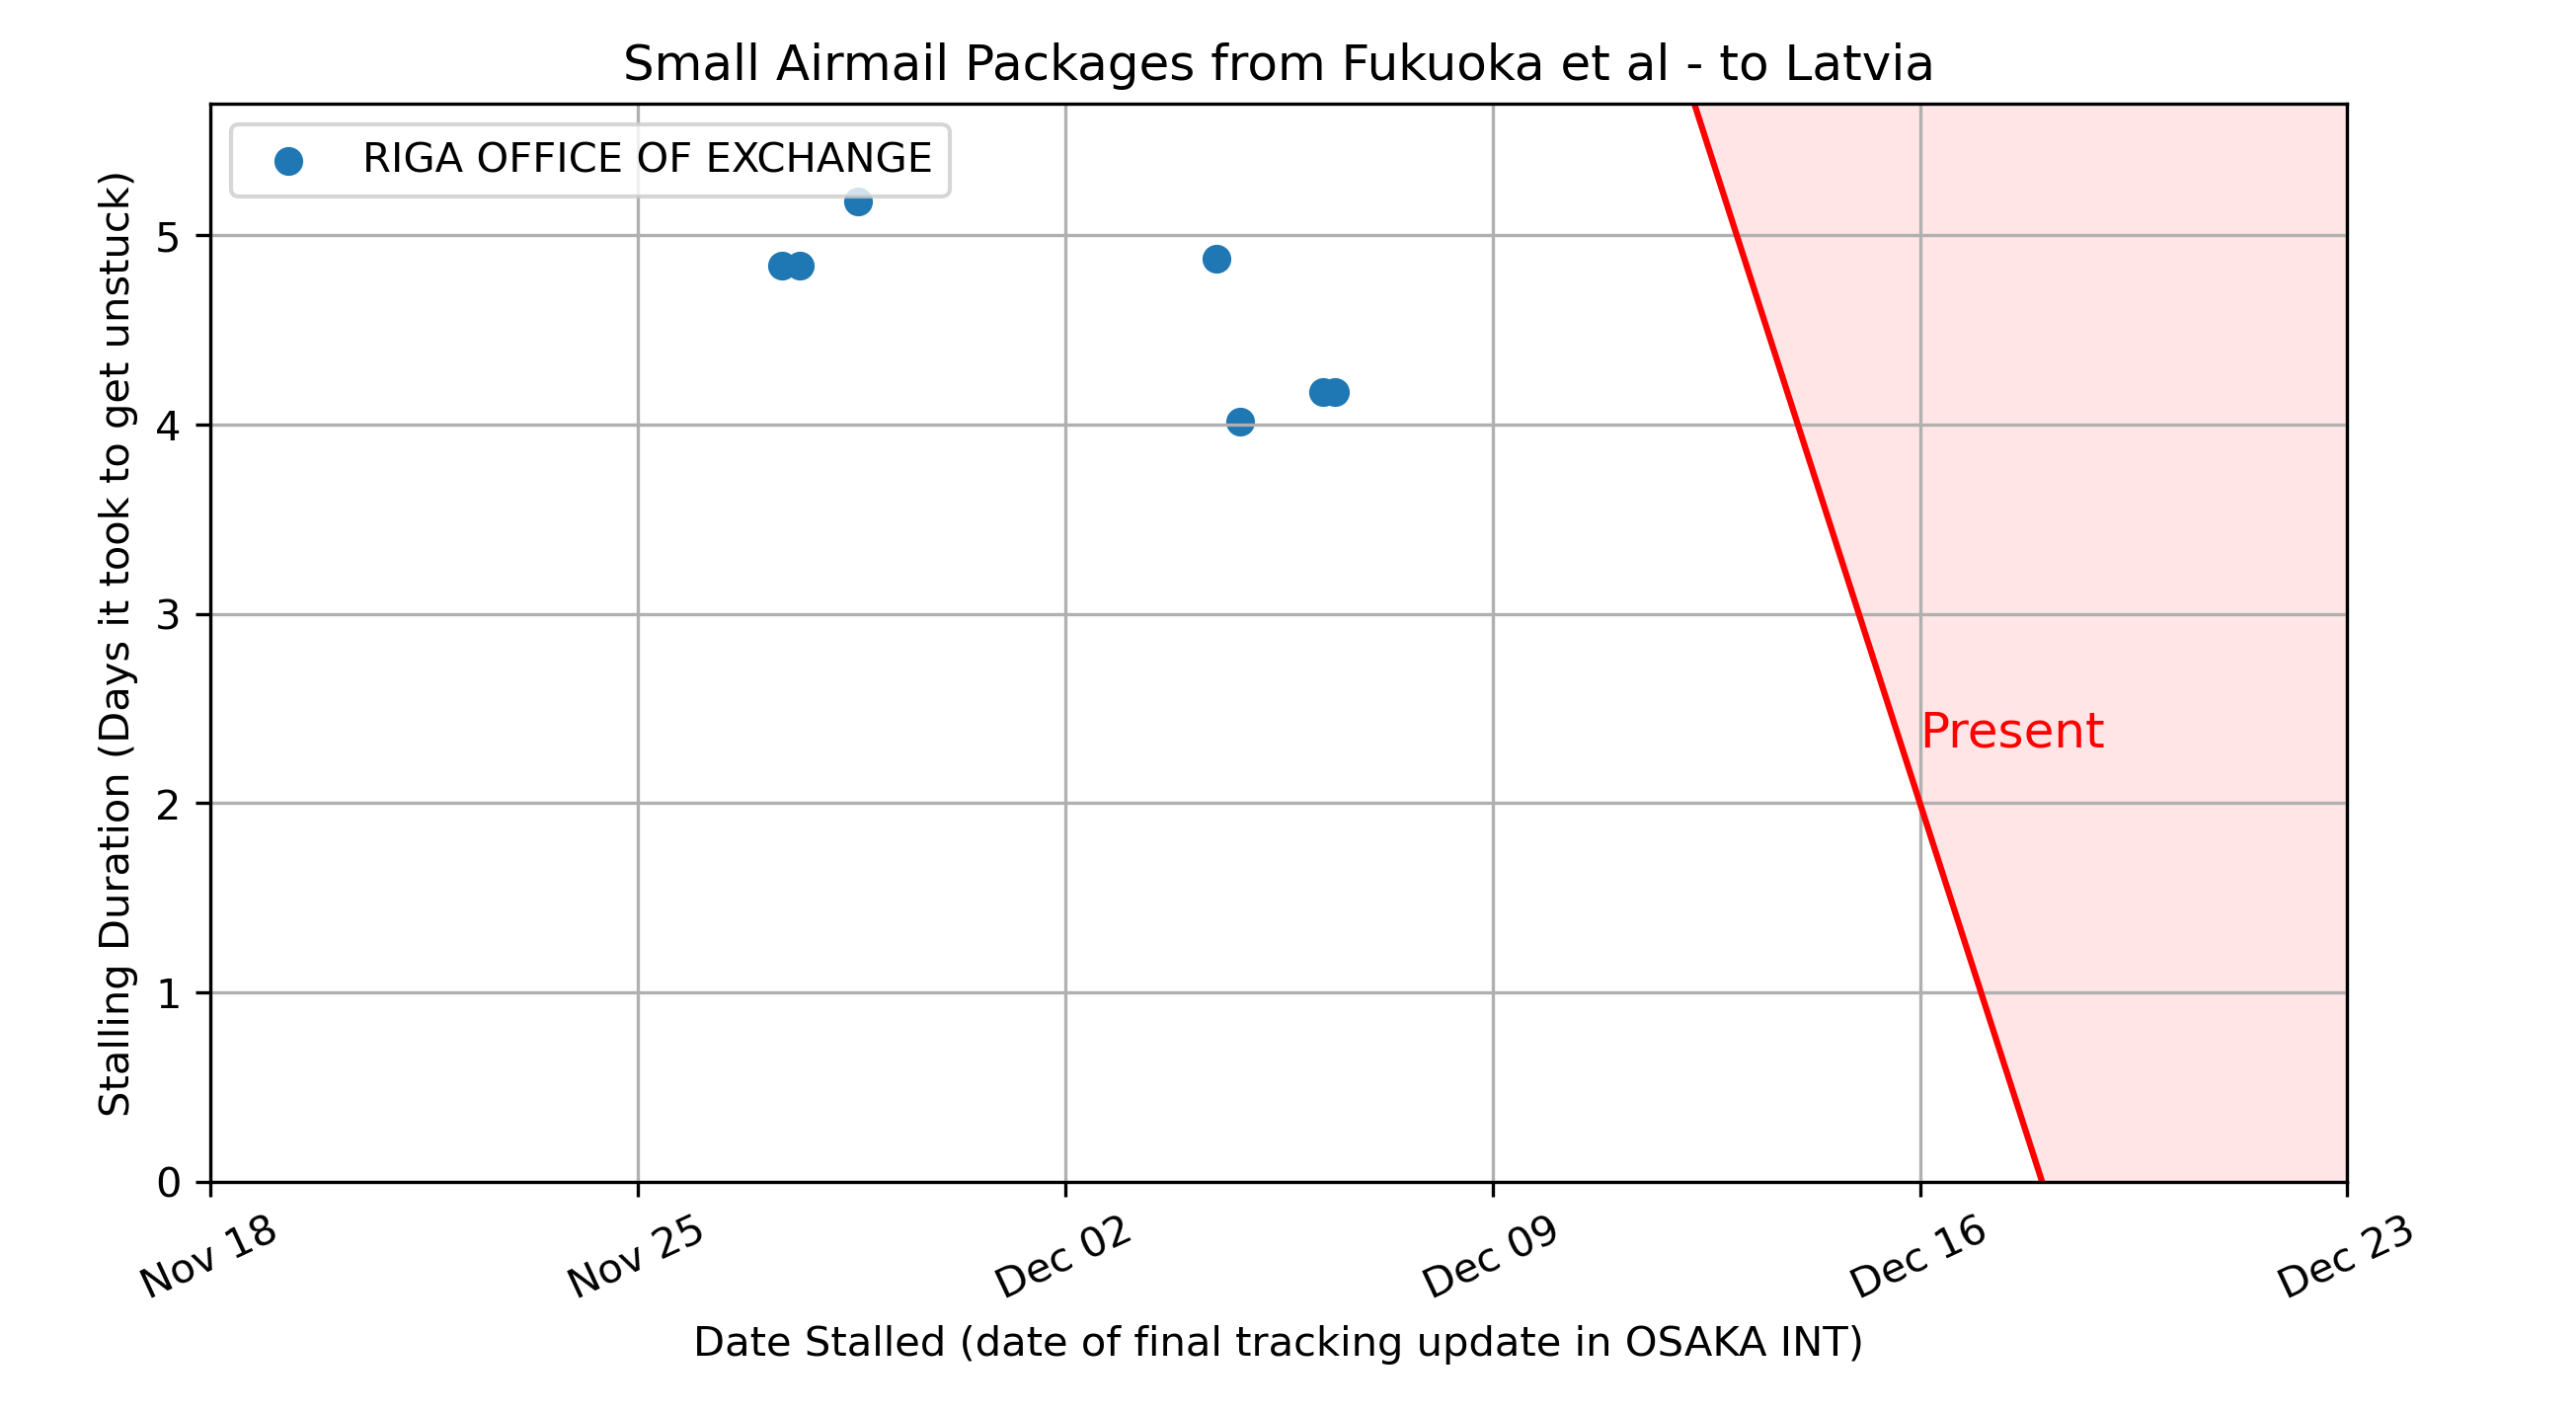 Small Airmail Packages from Fukuoka et al - to Latvia
RIGA OFFICE OF EXCHANGE
Stalling Duration (Days it took to get unstuck)
5
4
3
2
1
0
Present
Nov 18
Nov 25
Dec 02
Dec 09
Dec 16
Dec 23
Date Stalled (date of final tracking update in OSAKA INT)